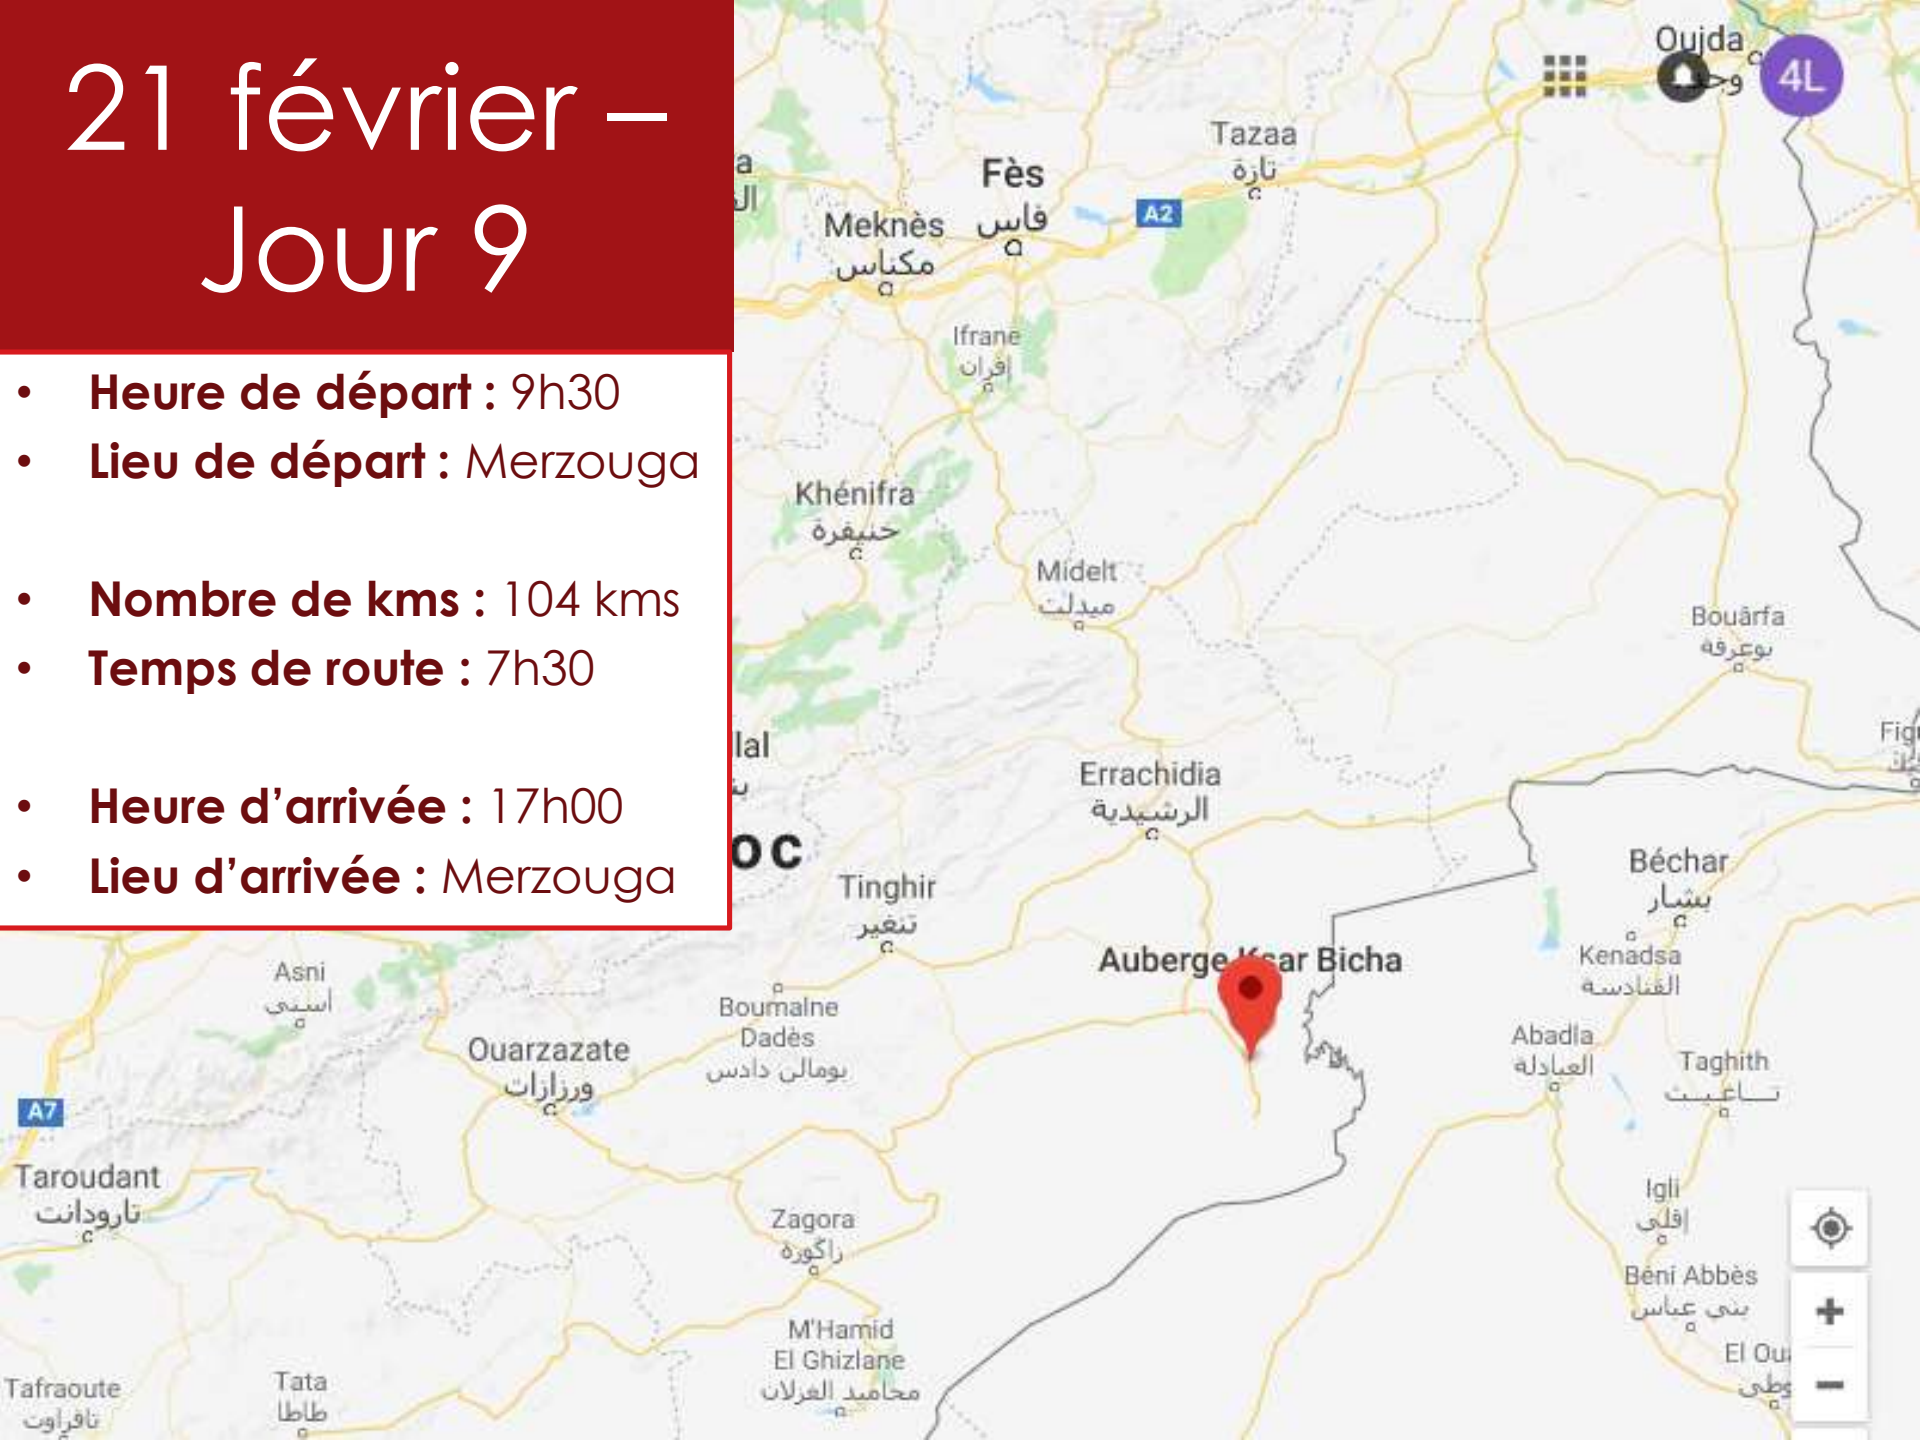 21 février –
Jour 9
• Heure de départ : 9h30
• Lieu de départ : Merzouga
• Nombre de kms : 104 kms
• Temps de route : 7h30
• Heure d’arrivée : 17h00
• Lieu d’arrivée : Merzouga
Oujda
4L
Tazaa
تازة
Fès
فاس
A2
Meknès
مكناس
Ifrane
إفران
Khénifra
خنيفرة
Midelt
ميدلت
Bouârfa
بوعرفة
Errachidia
الرشيدية
oc
Béchar
بشار
Tinghir
تنغير
Kenadsa
القنادسة
Auberge Ksar Bicha
Asni
اسني
Boumalne
Dadès
بومالن دادس
Ouarzazate
ورزازات
Abadla
العبادلة
Taghith
تاغيث
A7
Taroudant
تارودانت
Zagora
زاكورة
Igli
إقلي
Béni Abbès
بني عباس
M'Hamid
El Ghizlane
محاميد الغزلان
Tafraoute
تافراوت
Tata
طاطا